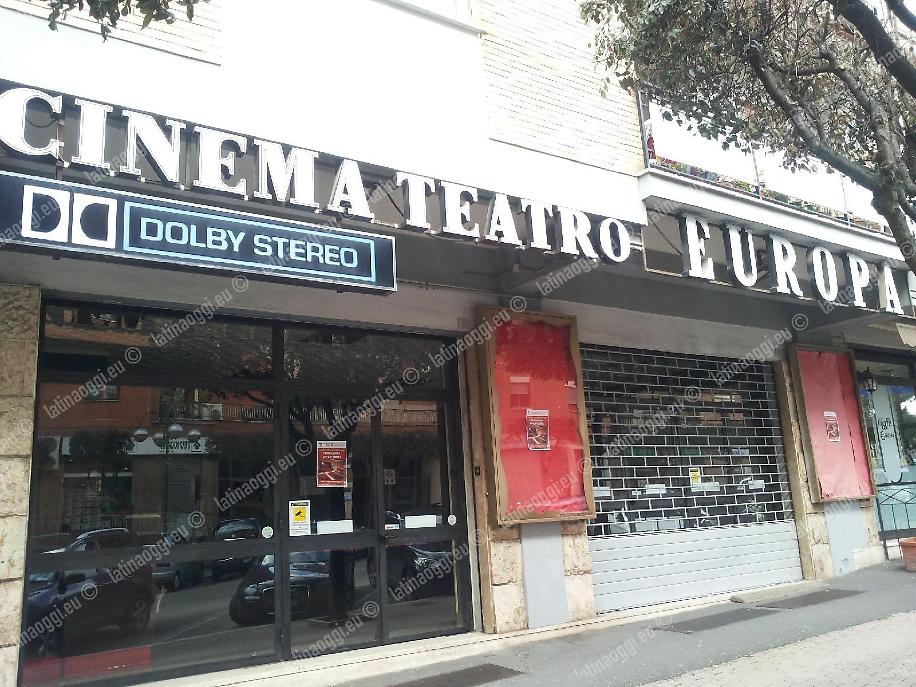 CINEMA TEATRO EUROPA
DOLBY STEREO
latinaoggi.eu ©